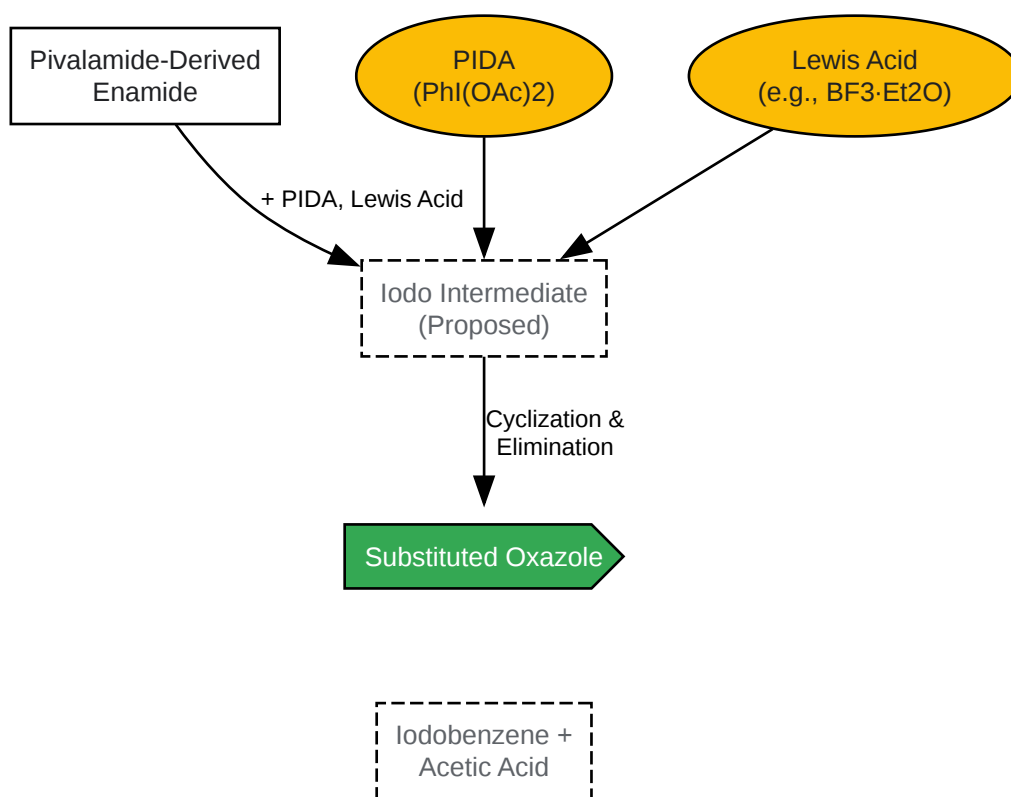 Pivalamide-Derived
Enamide
PIDA
(PhI(OAc)2)
Lewis Acid
(e.g., BF3·Et2O)
+ PIDA, Lewis Acid
Iodo Intermediate
(Proposed)
Cyclization &
Elimination
Substituted Oxazole
Iodobenzene +
Acetic Acid